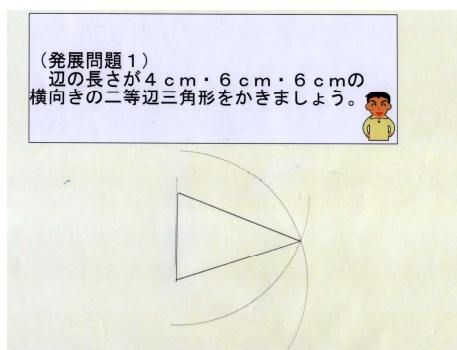 （発展問題１）
辺の長さが４ｃｍ・６ｃｍ・６ｃｍの
横向きの二等辺三角形をかきましょう。